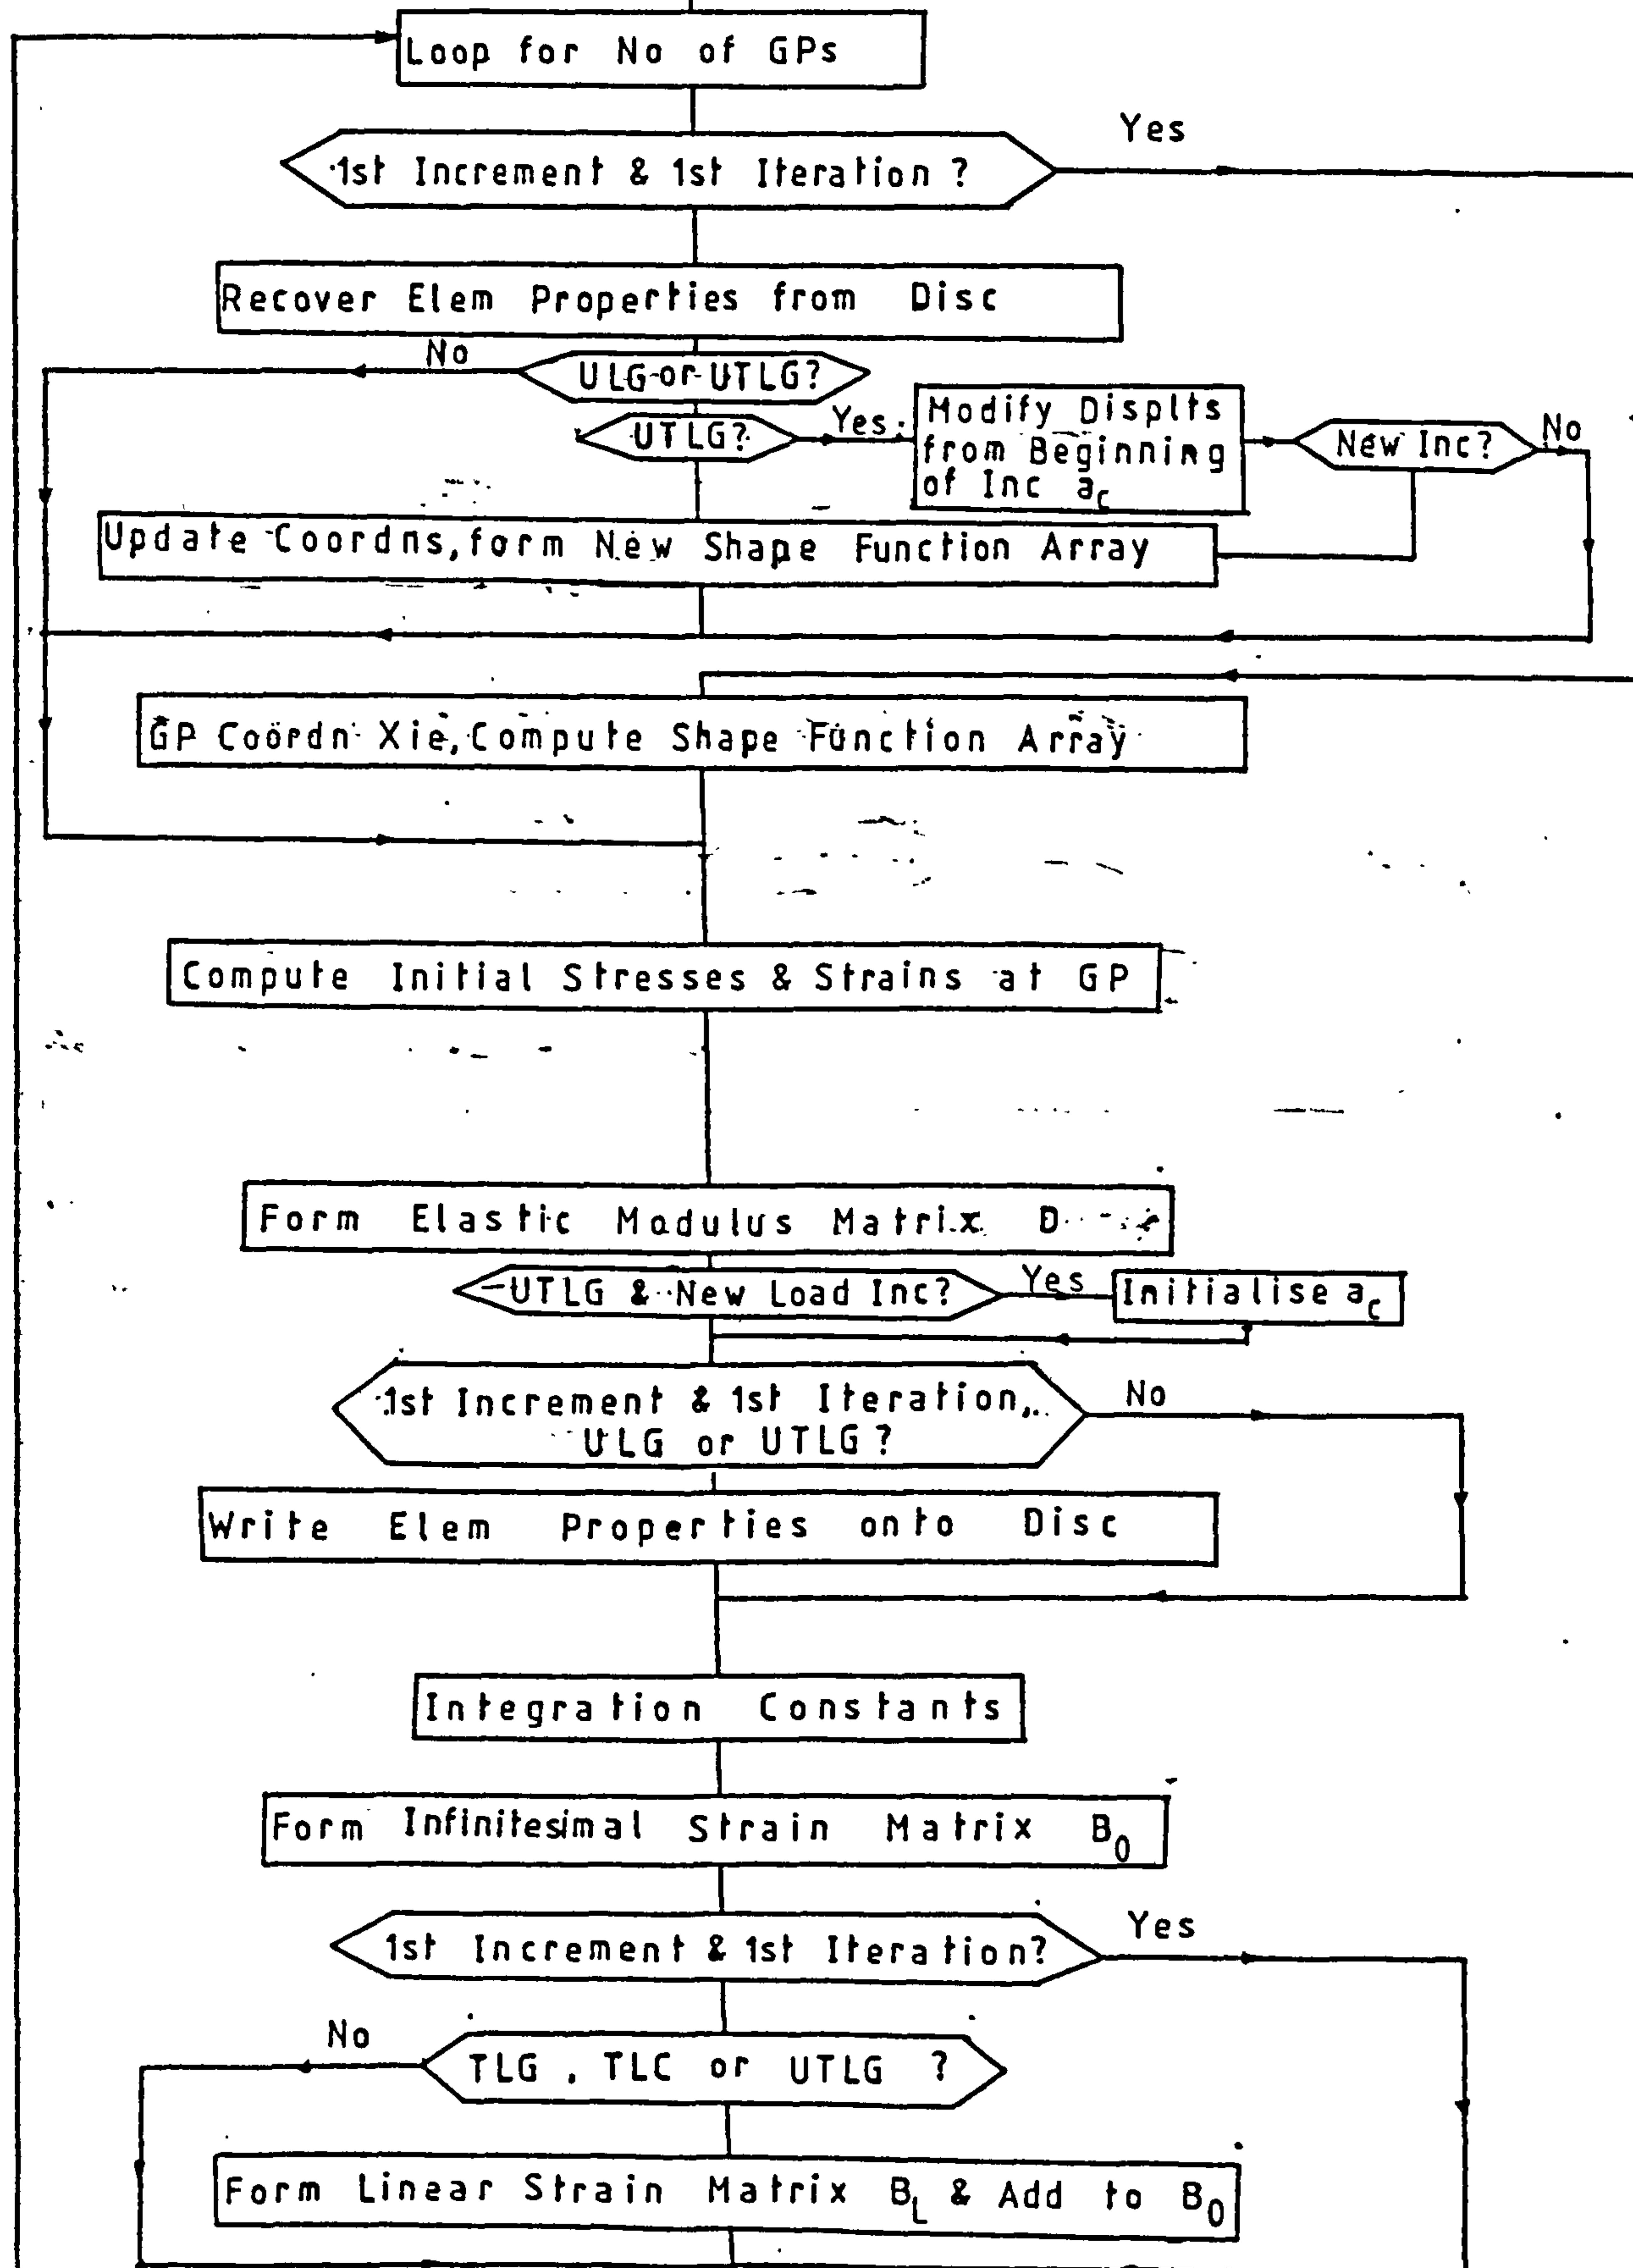 Loop for No of GPs
Yes
1st Increment & 1st Iteration ?
Recover Elem Properties from Disc
No
ULG or UTLG?
UTLG?
Yes
Modify Displts
from Beginning
of Inc ac
New Inc?
No
Update Coordns, form New Shape Function Array
GP Coordn Xie, Compute Shape Function Array
Compute Initial Stresses & Strains at GP
Form Elastic Modulus Matrix D
UTLG & New Load Inc?
Yes
Initialise ac
1st Increment & 1st Iteration,
ULG or UTLG ?
No
Write Elem Properties onto Disc
Integration Constants
Form Infinitesimal Strain Matrix B0
1st Increment & 1st Iteration?
Yes
No
TLG , TLC or UTLG ?
Form Linear Strain Matrix BL & Add to B0